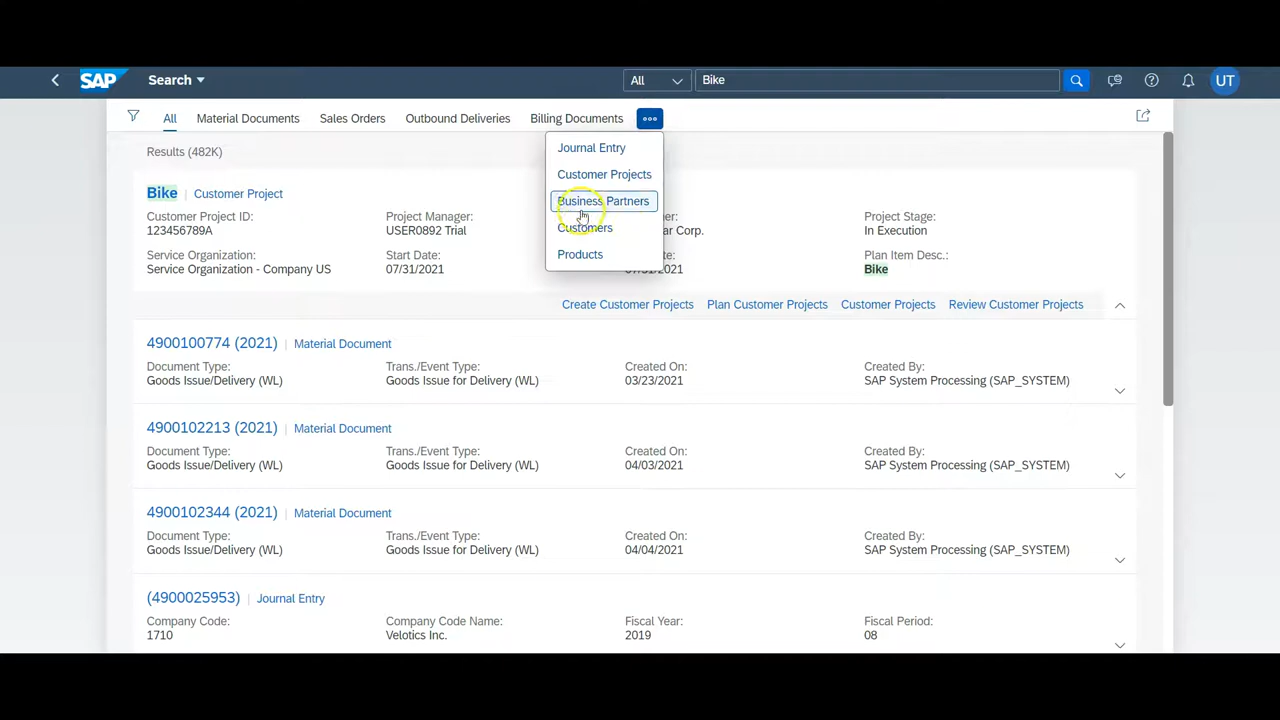 SAP Search All Bike UT
All Material Documents Sales Orders Outbound Deliveries Billing Documents
Journal Entry
Customer Projects
Business Partners
Customers
Products
Results (482K)
Bike | Customer Project
Customer Project ID: Project Manager: Project Stage:
123456789A USER0892 Trial Corp. In Execution
Service Organization: Start Date: Plan Item Desc.:
Service Organization - Company US 07/31/2021 Bike
Create Customer Projects Plan Customer Projects Customer Projects Review Customer Projects
4900100774 (2021) | Material Document
Document Type: Trans./Event Type: Created On: Created By:
Goods Issue/Delivery (WL) Goods Issue for Delivery (WL) 03/23/2021 SAP System Processing (SAP_SYSTEM)
4900102213 (2021) | Material Document
Document Type: Trans./Event Type: Created On: Created By:
Goods Issue/Delivery (WL) Goods Issue for Delivery (WL) 04/03/2021 SAP System Processing (SAP_SYSTEM)
4900102344 (2021) | Material Document
Document Type: Trans./Event Type: Created On: Created By:
Goods Issue/Delivery (WL) Goods Issue for Delivery (WL) 04/04/2021 SAP System Processing (SAP_SYSTEM)
(4900025953) | Journal Entry
Company Code: Company Code Name: Fiscal Year: Fiscal Period:
1710 Velotics Inc. 2019 08